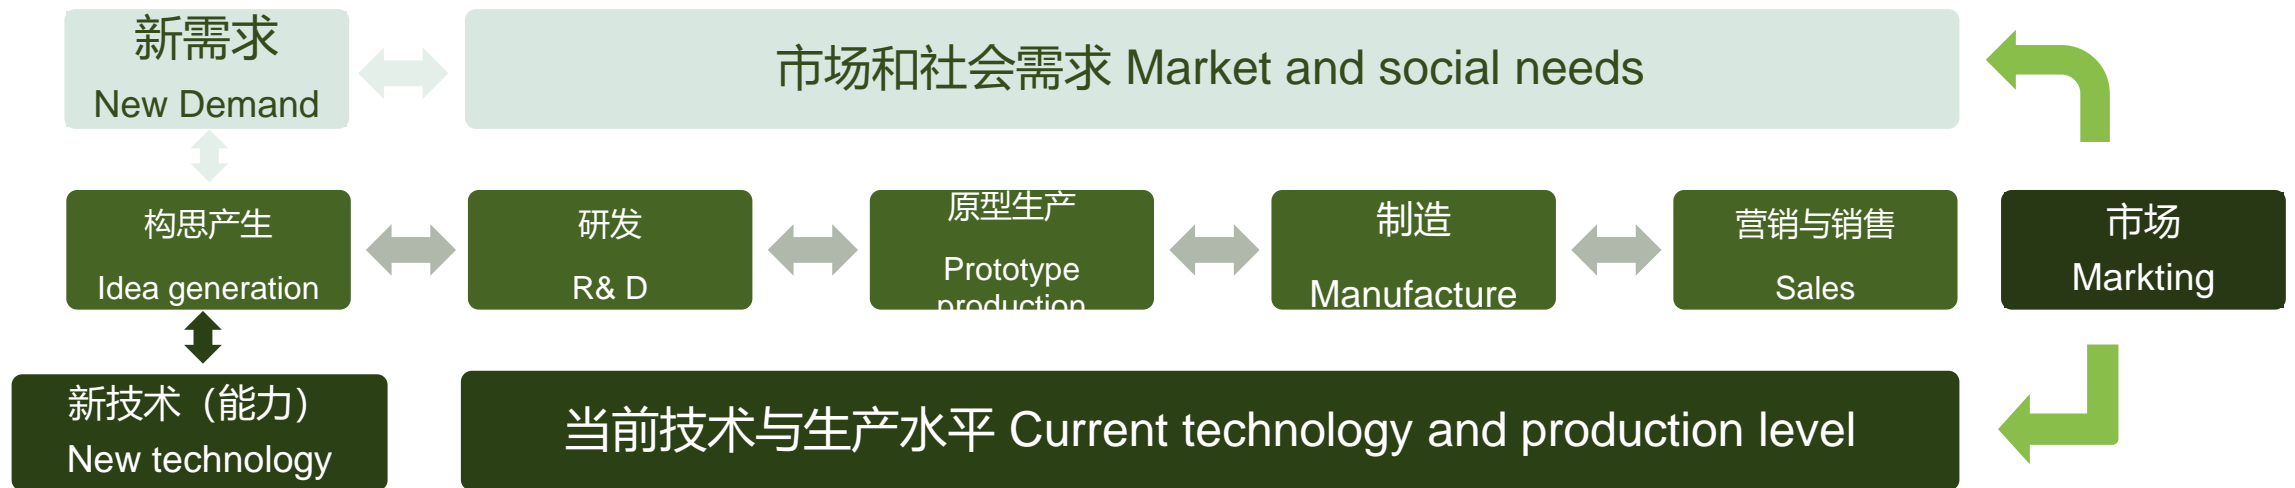 新需求
New Demand
市场和社会需求 Market and social needs
构思产生
Idea generation
研发
R& D
原型生产
Prototype
production
制造
Manufacture
营销与销售
Sales
市场
Markting
新技术（能力）
New technology
当前技术与生产水平 Current technology and production level